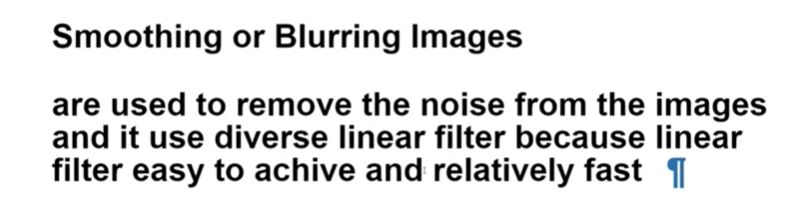 Smoothing or Blurring Images
are used to remove the noise from the images
and it use diverse linear filter because linear
filter easy to achive and relatively fast ¶